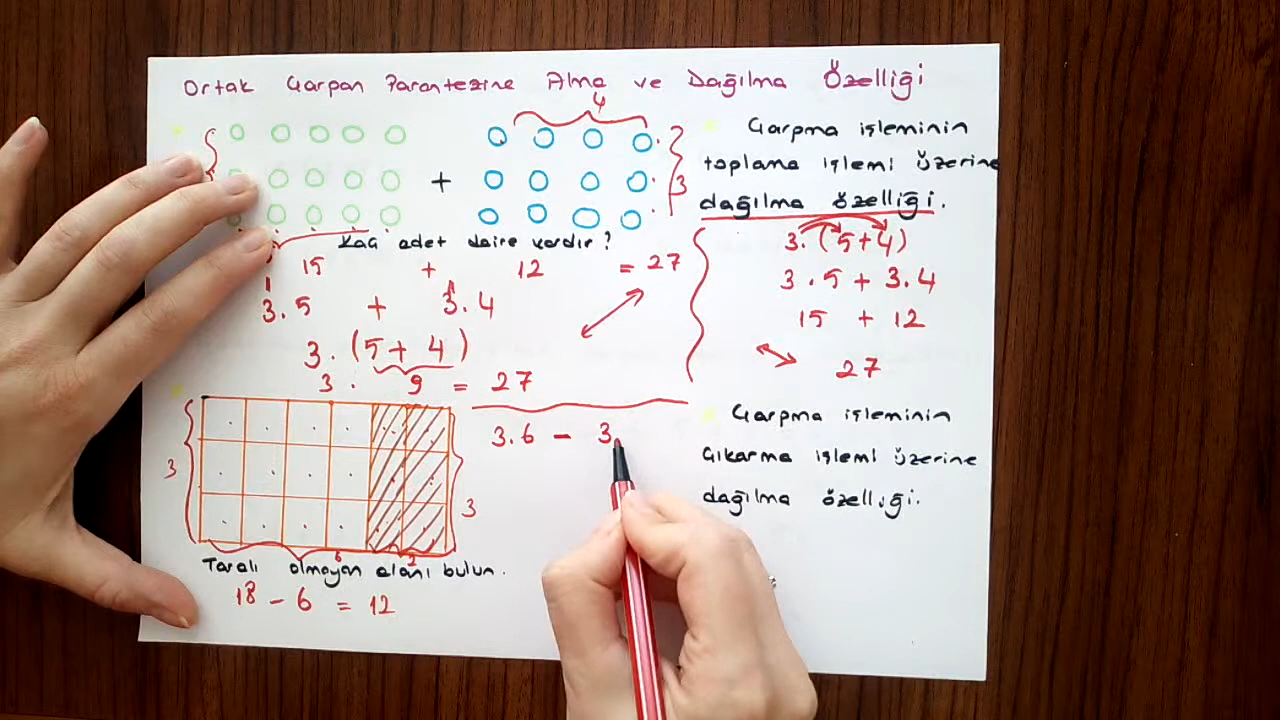 Ortak Çarpan Parantezine Alma ve Dağılma Özelliği
4
+
3
Kaç adet daire vardır?
15 + 12 = 27
3.5 + 3.4
3.(5+4)
3 . 9 = 27
Çarpma işleminin
toplama işlemi üzerine
dağılma özelliği.
3.(5+4)
3.5 + 3.4
15 + 12
27
3
3
6
2
Taralı olmayan alanı bulun.
18 - 6 = 12
3.6 - 3.
Çarpma işleminin
çıkarma işlemi üzerine
dağılma özelliği.